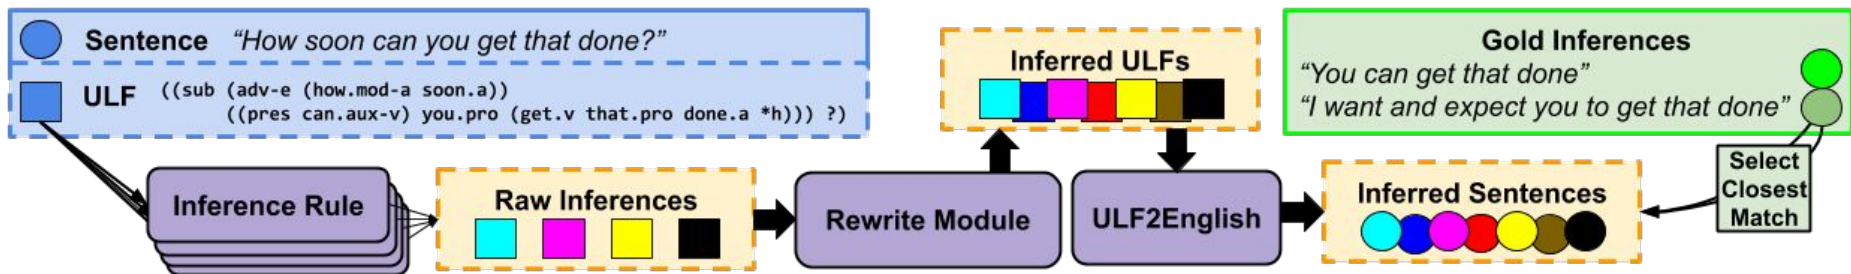 Sentence "How soon can you get that done?"
ULF ((sub (adv-e (how.mod-a soon.a))
((pres can.aux-v) you.pro (get.v that.pro done.a *h))) ?)
Inference Rule
Raw Inferences
Rewrite Module
Inferred ULFs
ULF2English
Inferred Sentences
Gold Inferences
"You can get that done"
"I want and expect you to get that done"
Select
Closest
Match